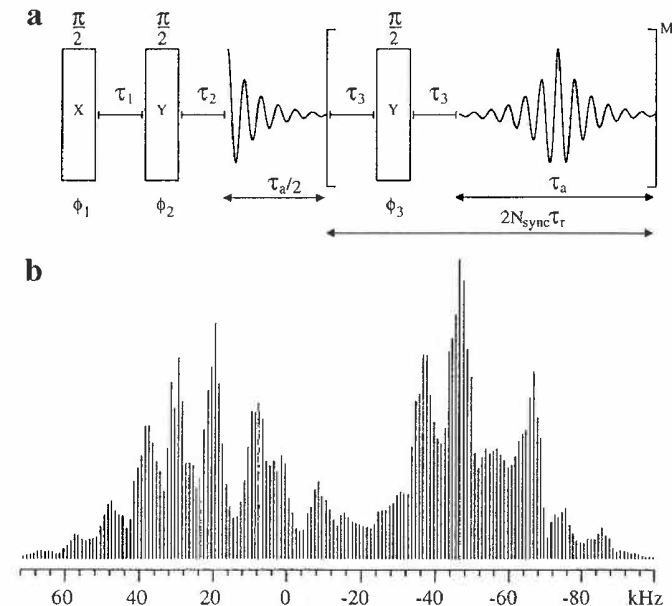 a
π/2 π/2 π/2 M
X τ₁ Y τ₂ τ₃ Y τ₃
τₐ/2 τₐ
ϕ₁ ϕ₂ ϕ₃
2N_syncτ_r
b
60 40 20 0 -20 -40 -60 -80 kHz